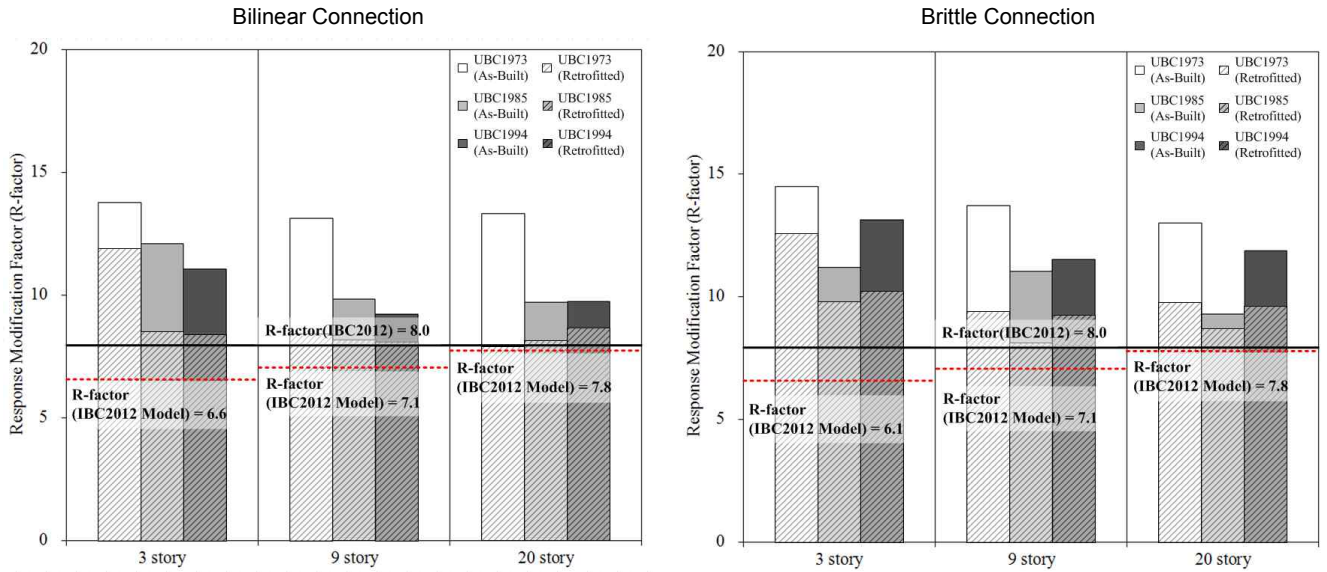 Bilinear Connection
Response Modification Factor (R-factor)
20
15
10
5
0
UBC1973
(As-Built)
UBC1973
(Retrofitted)
UBC1985
(As-Built)
UBC1985
(Retrofitted)
UBC1994
(As-Built)
UBC1994
(Retrofitted)
R-factor(IBC2012) = 8.0
R-factor
(IBC2012 Model) = 6.6
R-factor
(IBC2012 Model) = 7.1
R-factor
(IBC2012 Model) = 7.8
3 story
9 story
20 story
Brittle Connection
Response Modification Factor (R-factor)
20
15
10
5
0
UBC1973
(As-Built)
UBC1973
(Retrofitted)
UBC1985
(As-Built)
UBC1985
(Retrofitted)
UBC1994
(As-Built)
UBC1994
(Retrofitted)
R-factor(IBC2012) = 8.0
R-factor
(IBC2012 Model) = 6.1
R-factor
(IBC2012 Model) = 7.1
R-factor
(IBC2012 Model) = 7.8
3 story
9 story
20 story